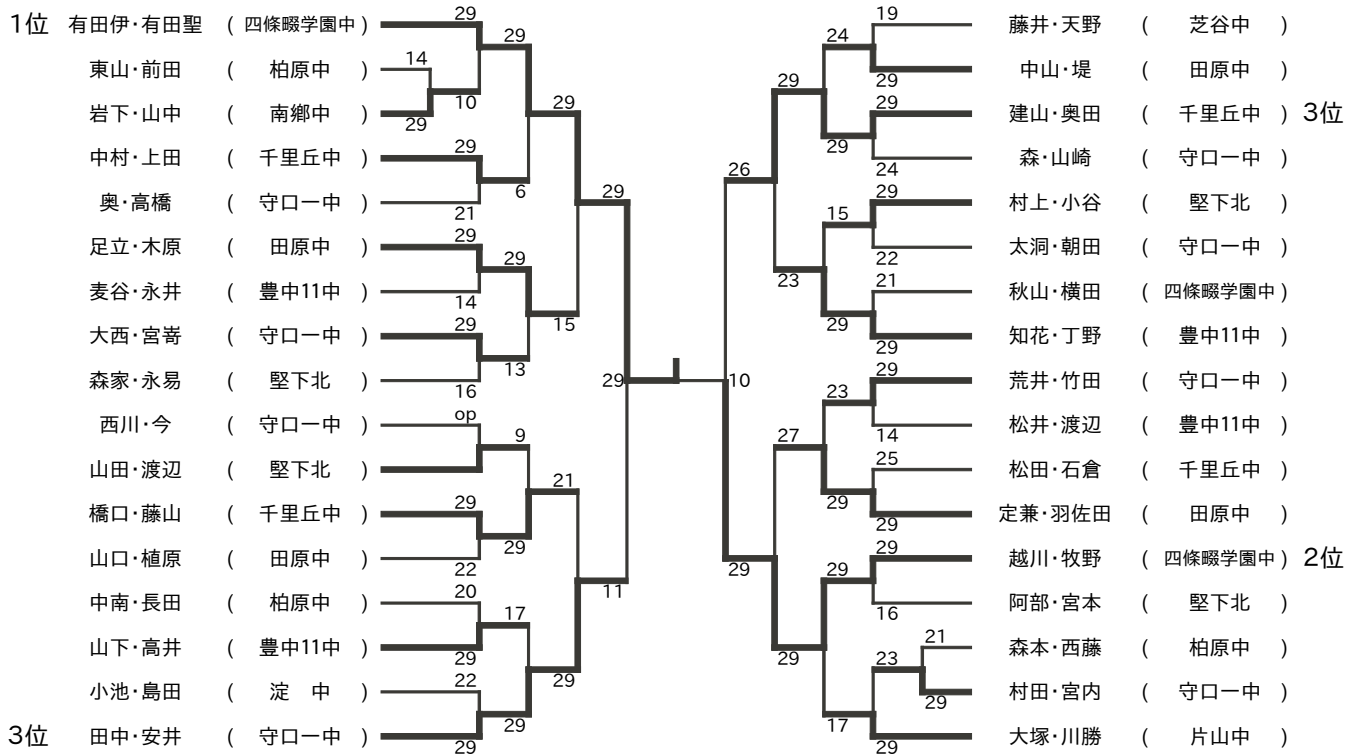 1位 有田伊・有田聖 ( 四條畷学園中 )
東山・前田 ( 柏原中 )
岩下・山中 ( 南郷中 )
中村・上田 ( 千里丘中 )
奥・高橋 ( 守口一中 )
足立・木原 ( 田原中 )
麦谷・永井 ( 豊中11中 )
大西・宮嵜 ( 守口一中 )
森家・永易 ( 堅下北 )
西川・今 ( 守口一中 )
山田・渡辺 ( 堅下北 )
橋口・藤山 ( 千里丘中 )
山口・植原 ( 田原中 )
中南・長田 ( 柏原中 )
山下・高井 ( 豊中11中 )
小池・島田 ( 淀 中 )
3位 田中・安井 ( 守口一中 )
29
14
29
29
21
29
14
29
16
op
29
22
20
29
22
29
29
10
6
29
13
9
29
17
29
29
15
21
29
29
11
29
10
26
29
29
23
27
29
24
29
15
29
23
29
29
17
19
29
29
24
29
22
21
29
29
14
25
29
29
16
23
29
21
29
藤井・天野 ( 芝谷中 )
中山・堤 ( 田原中 )
建山・奥田 ( 千里丘中 ) 3位
森・山崎 ( 守口一中 )
村上・小谷 ( 堅下北 )
太洞・朝田 ( 守口一中 )
秋山・横田 ( 四條畷学園中 )
知花・丁野 ( 豊中11中 )
荒井・竹田 ( 守口一中 )
松井・渡辺 ( 豊中11中 )
松田・石倉 ( 千里丘中 )
定兼・羽佐田 ( 田原中 )
越川・牧野 ( 四條畷学園中 ) 2位
阿部・宮本 ( 堅下北 )
森本・西藤 ( 柏原中 )
村田・宮内 ( 守口一中 )
大塚・川勝 ( 片山中 )